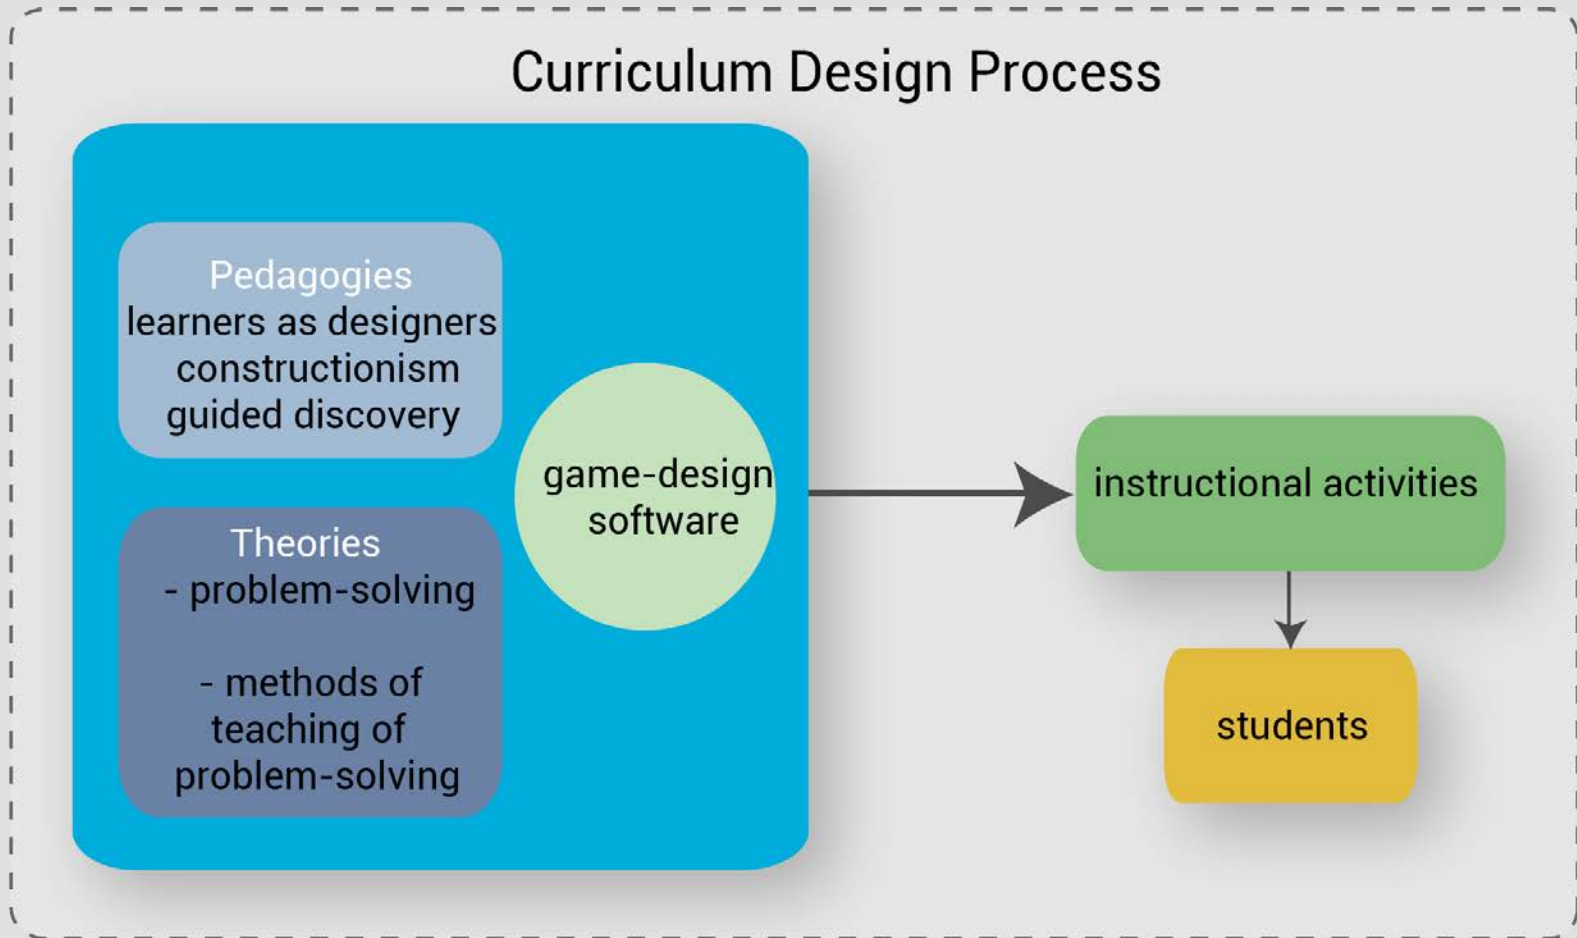 Curriculum Design Process
Pedagogies
learners as designers
constructionism
guided discovery
Theories
- problem-solving
- methods of
teaching of
problem-solving
game-design
software
instructional activities
students